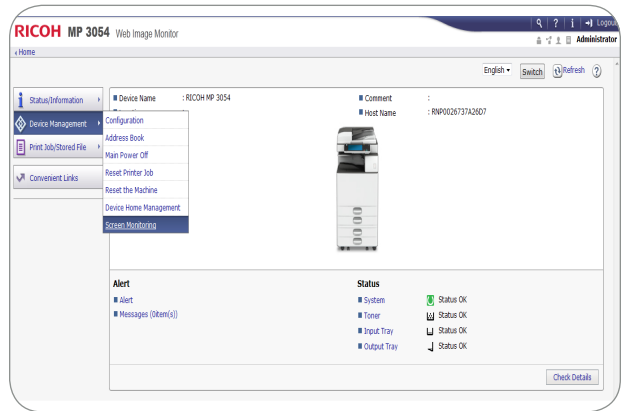 Logout
RICOH MP 3054 Web Image Monitor
Administrator
Home
English Switch Refresh
Status/Information
Device Management
Print Job/Stored File
Convenient Links
Configuration
Address Book
Main Power Off
Reset Printer Job
Reset the Machine
Device Home Management
Screen Monitoring
Device Name : RICOH MP 3054
Comment :
Host Name : RNP0026737A26D7
Alert
Alert
Messages (0item(s))
Status
System Status OK
Toner Status OK
Input Tray Status OK
Output Tray Status OK
Check Details